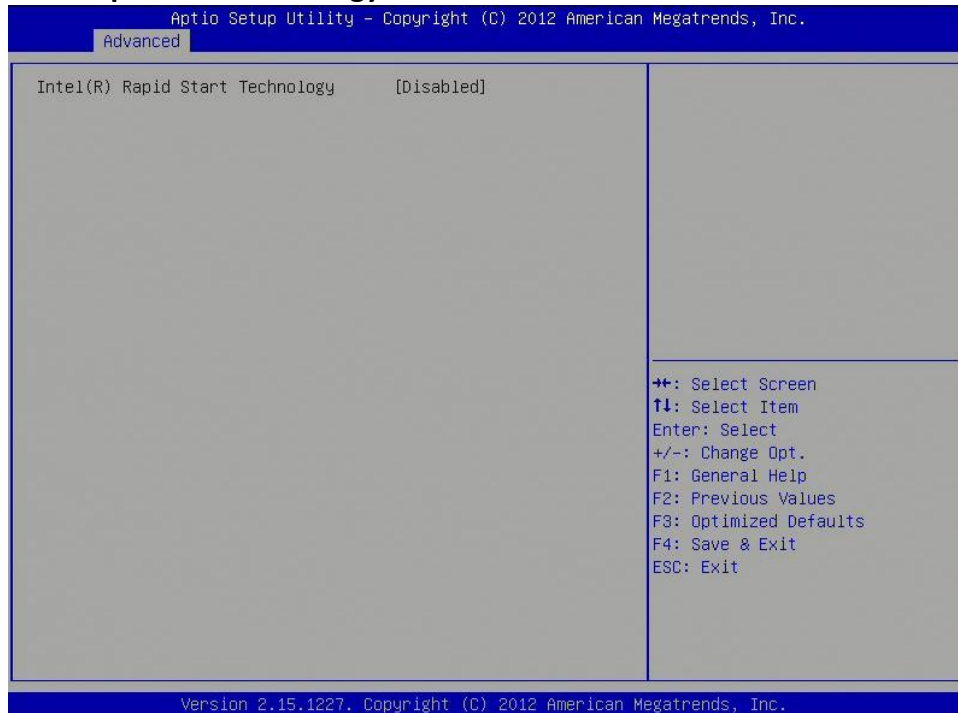 Aptio Setup Utility – Copyright (C) 2012 American Megatrends, Inc.
Advanced
Intel(R) Rapid Start Technology [Disabled]
→←: Select Screen
↑↓: Select Item
Enter: Select
+/-: Change Opt.
F1: General Help
F2: Previous Values
F3: Optimized Defaults
F4: Save & Exit
ESC: Exit
Version 2.15.1227. Copyright (C) 2012 American Megatrends, Inc.